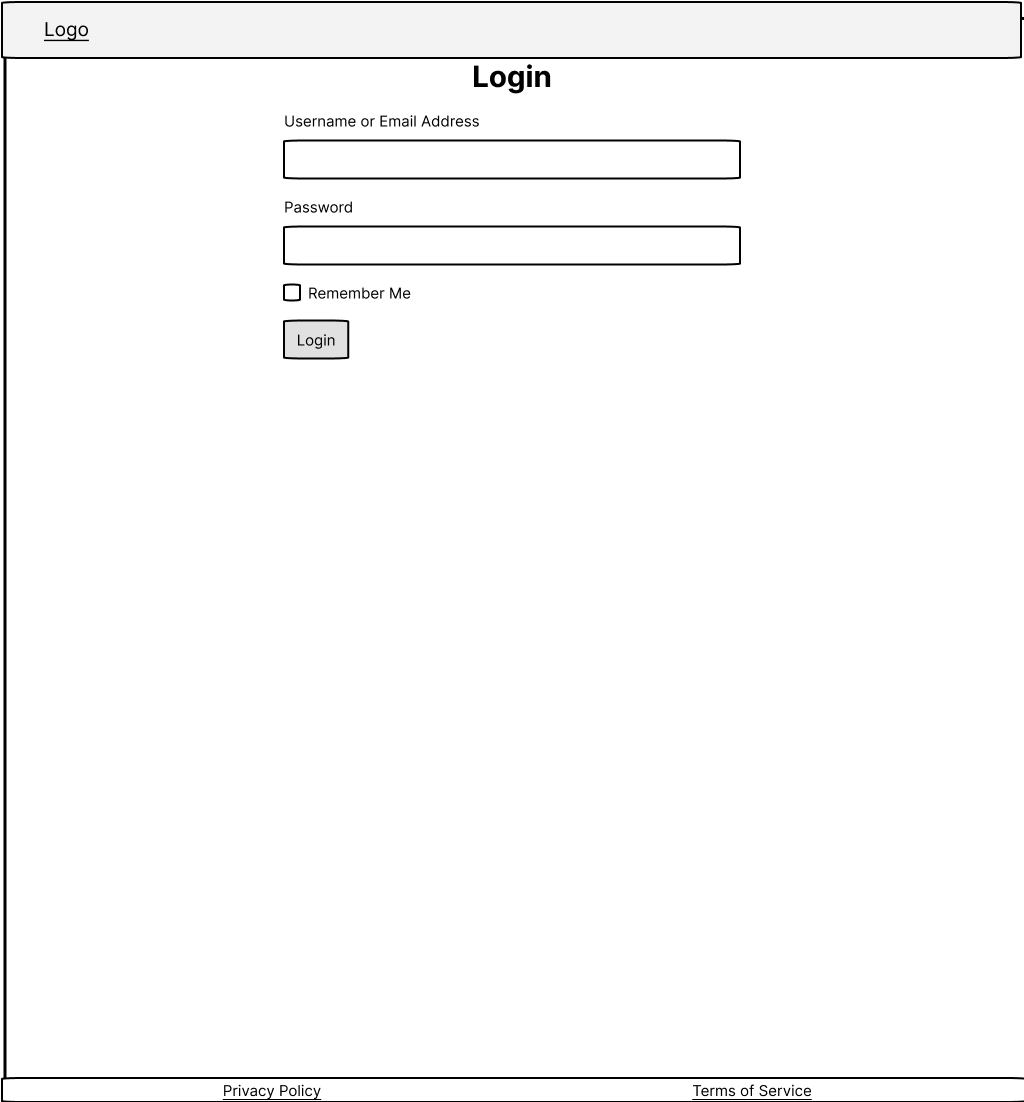 Logo
Login
Username or Email Address
Password
Remember Me
Login
Privacy Policy Terms of Service